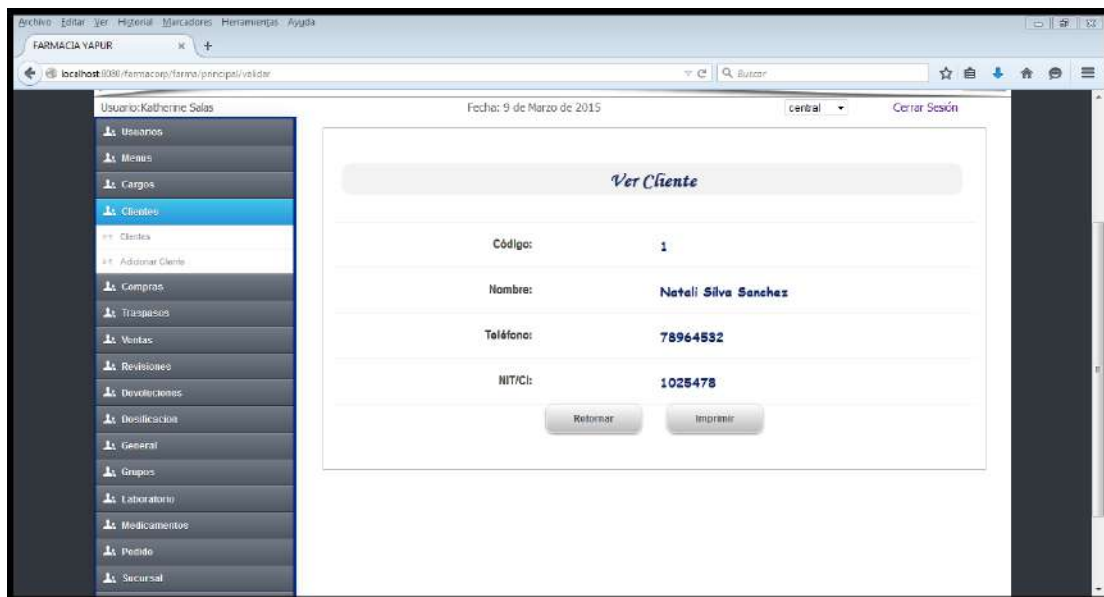 Archivo Editar Ver Historial Marcadores Herramientas Ayuda
FARMACIA YAPUR
localhost:8080/farmacorp/farma/principal/validar
Buscar
Usuario:Katherine Salas Fecha: 9 de Marzo de 2015 central Cerrar Sesión
Usuarios
Menus
Cargos
Clientes
Clientes
Adicionar Cliente
Compras
Traspasos
Ventas
Revisiones
Devoluciones
Dosificacion
General
Grupos
Laboratorio
Medicamentos
Pedido
Sucursal
Ver Cliente
Código: 1
Nombre: Natali Silva Sanchez
Teléfono: 78964532
NIT/CI: 1025478
Retornar Imprimir